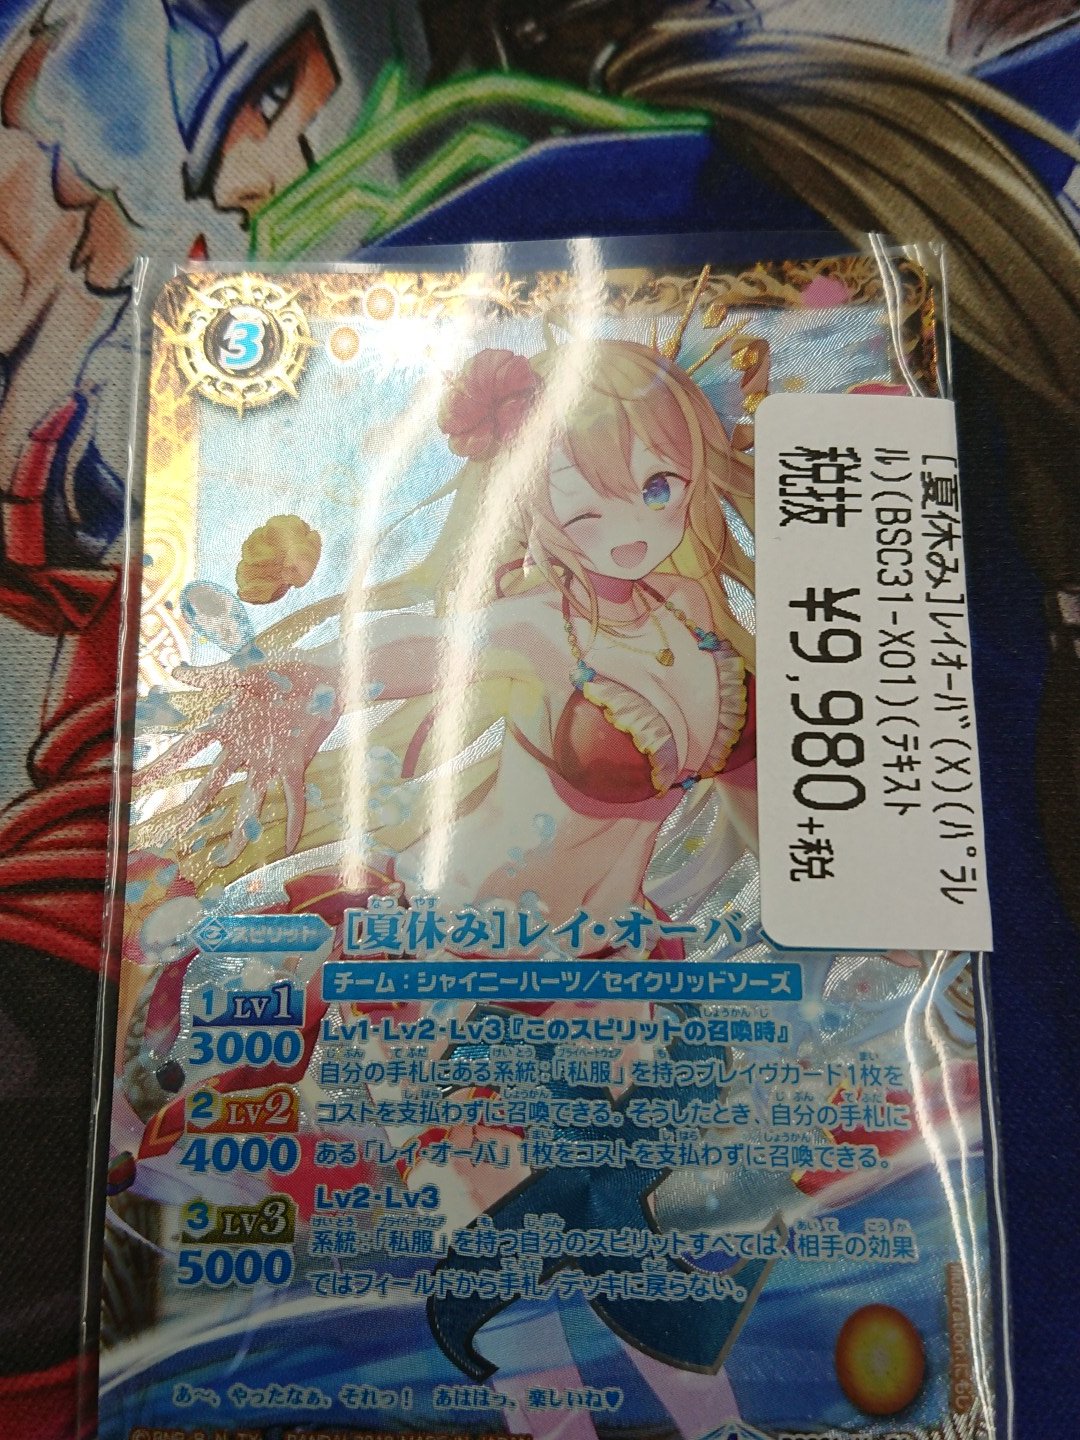 3
[夏休み]レイオーバ(X)(パラレ
ル)(BSC31-X01)(テキスト
税抜 ¥9,980+税
スピリット
[夏休み]レイ・オーバ
チーム:シャイニーハーツ/セイクリッドソーズ
1 LV1
3000
2 LV2
4000
3 LV3
5000
Lv1・Lv2・Lv3『このスピリットの召喚時』
自分の手札にある系統:「私服」を持つブレイヴカード1枚を
コストを支払わずに召喚できる。そうしたとき、自分の手札に
ある「レイ・オーバ」1枚をコストを支払わずに召喚できる。
Lv2・Lv3
系統:「私服」を持つ自分のスピリットすべては、相手の効果
ではフィールドから手札/デッキに戻らない。
あ〜、やったなぁ、それっ! あははっ、楽しいね♥